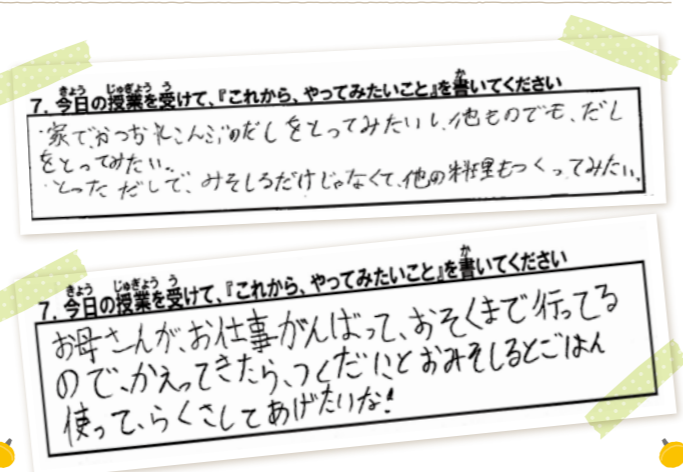 7. 今日の授業を受けて、『これから、やってみたいこと』を書いてください
・家でかつおやこんぶのだしをとってみたいし、他ものでも、だし
をとってみたい。
・とっただしで、みそしるだけじゃなくて、他の料理もつくってみたい。
7. 今日の授業を受けて、『これから、やってみたいこと』を書いてください
お母さんが、お仕事がんばって、おそくまで行ってる
ので、かえってきたら、つくだにとおみそしるとごはん
使って、らくさしてあげたいな!